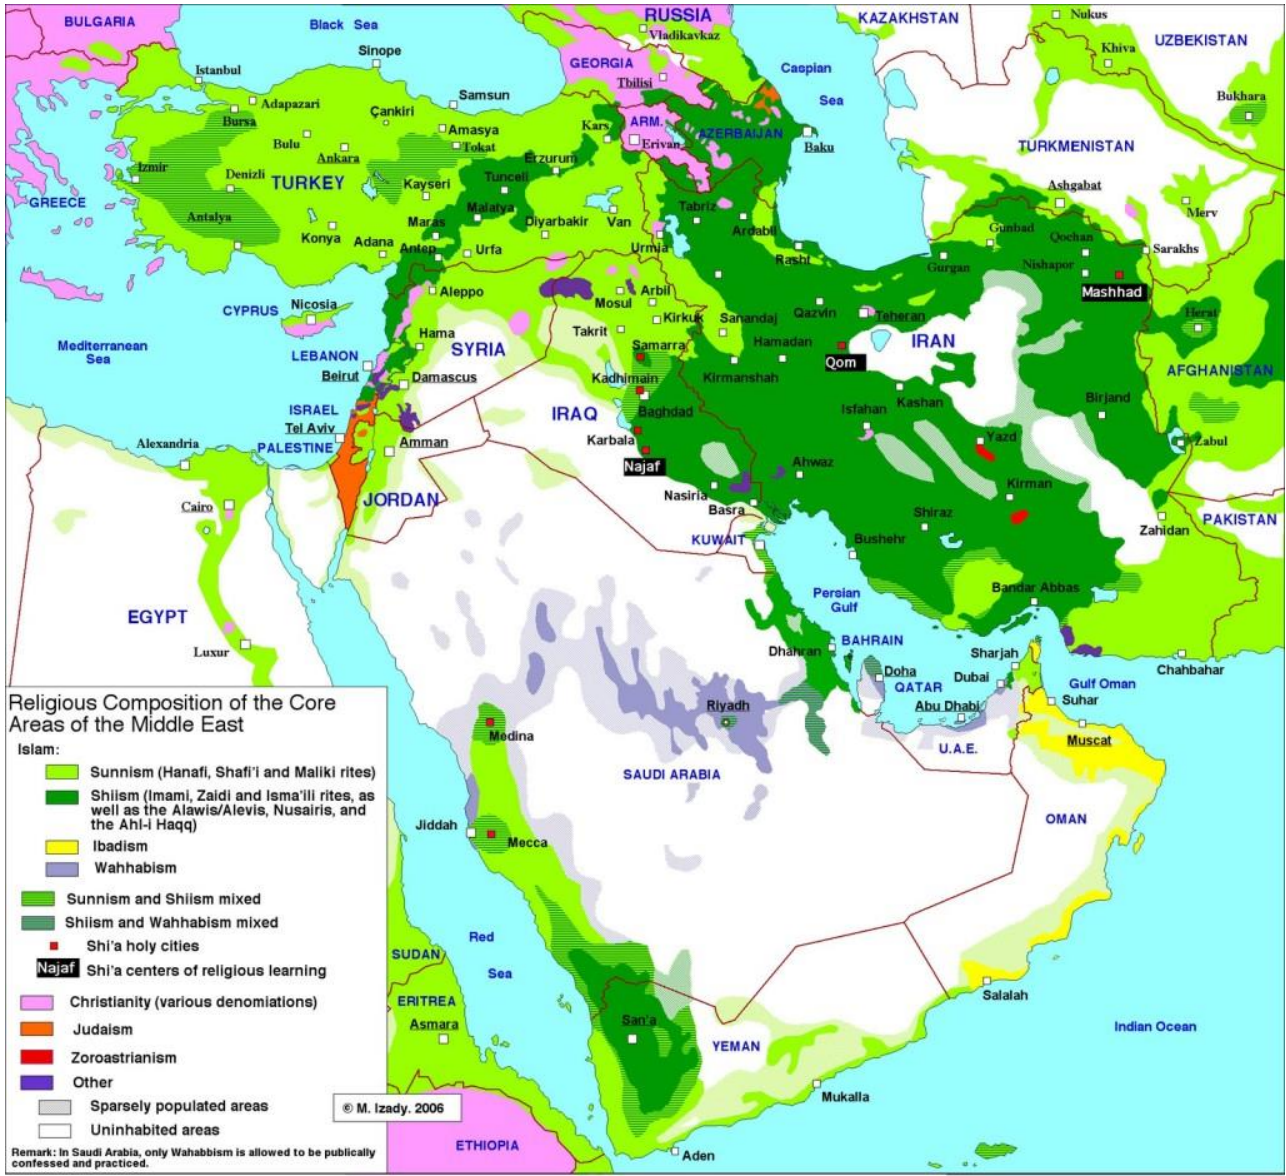 BULGARIA
Black Sea
RUSSIA
KAZAKHSTAN
Nukus
Sinope
Vladikavkaz
Khiva
UZBEKISTAN
Istanbul
GEORGIA
Caspian
Sea
Tbilisi
Adapazari
Samsun
Bukhara
Bursa
Çankiri
Kars
ARM.
AZERBAIJAN
Bulu
Amasya
Tokat
Erivan
Baku
TURKMENISTAN
Ankara
Erzurum
Izmir
Denizli
TURKEY
Kayseri
Tunceli
Ashgabat
GREECE
Malatya
Tabriz
Merv
Antalya
Maras
Diyarbakir
Van
Ardabil
Gunbad
Qochan
Konya
Adana
Antep
Urfa
Urmia
Rasht
Gurgan
Nishapor
Sarakhs
Mashhad
CYPRUS
Nicosia
Aleppo
Mosul
Arbil
Qazvin
Teheran
Herat
Kirkuk
Sanandaj
Mediterranean
Sea
Hama
Takrit
Samarra
Hamadan
IRAN
LEBANON
SYRIA
Qom
Beirut
Damascus
Kadhimain
Kirmanshah
AFGHANISTAN
ISRAEL
IRAQ
Baghdad
Isfahan
Kashan
Birjand
Tel Aviv
Alexandria
PALESTINE
Amman
Karbala
Yazd
Zabul
Najaf
Ahwaz
Kirman
Cairo
JORDAN
Nasiria
Basra
Shiraz
Zahidan
PAKISTAN
KUWAIT
Bushehr
Persian
Gulf
Bandar Abbas
EGYPT
Luxur
Dhahran
BAHRAIN
Sharjah
Chahbahar
Doha
QATAR
Dubai
Gulf Oman
Riyadh
Abu Dhabi
Suhar
Medina
U.A.E.
Muscat
SAUDI ARABIA
Jiddah
Mecca
OMAN
Red
Sea
SUDAN
Salalah
ERITREA
Asmara
San'a
YEMAN
Indian Ocean
Mukalla
ETHIOPIA
Aden
Religious Composition of the Core
Areas of the Middle East
Islam:
Sunnism (Hanafi, Shafi'i and Maliki rites)
Shiism (Imami, Zaidi and Isma'ili rites, as
well as the Alawis/Alevis, Nusairis, and
the Ahl-i Haqq)
Ibadism
Wahhabism
Sunnism and Shiism mixed
Shiism and Wahhabism mixed
Shi'a holy cities
Najaf Shi'a centers of religious learning
Christianity (various denomiations)
Judaism
Zoroastrianism
Other
Sparsely populated areas
Uninhabited areas
Remark: In Saudi Arabia, only Wahabbism is allowed to be publically
confessed and practiced.
© M. Izady. 2006